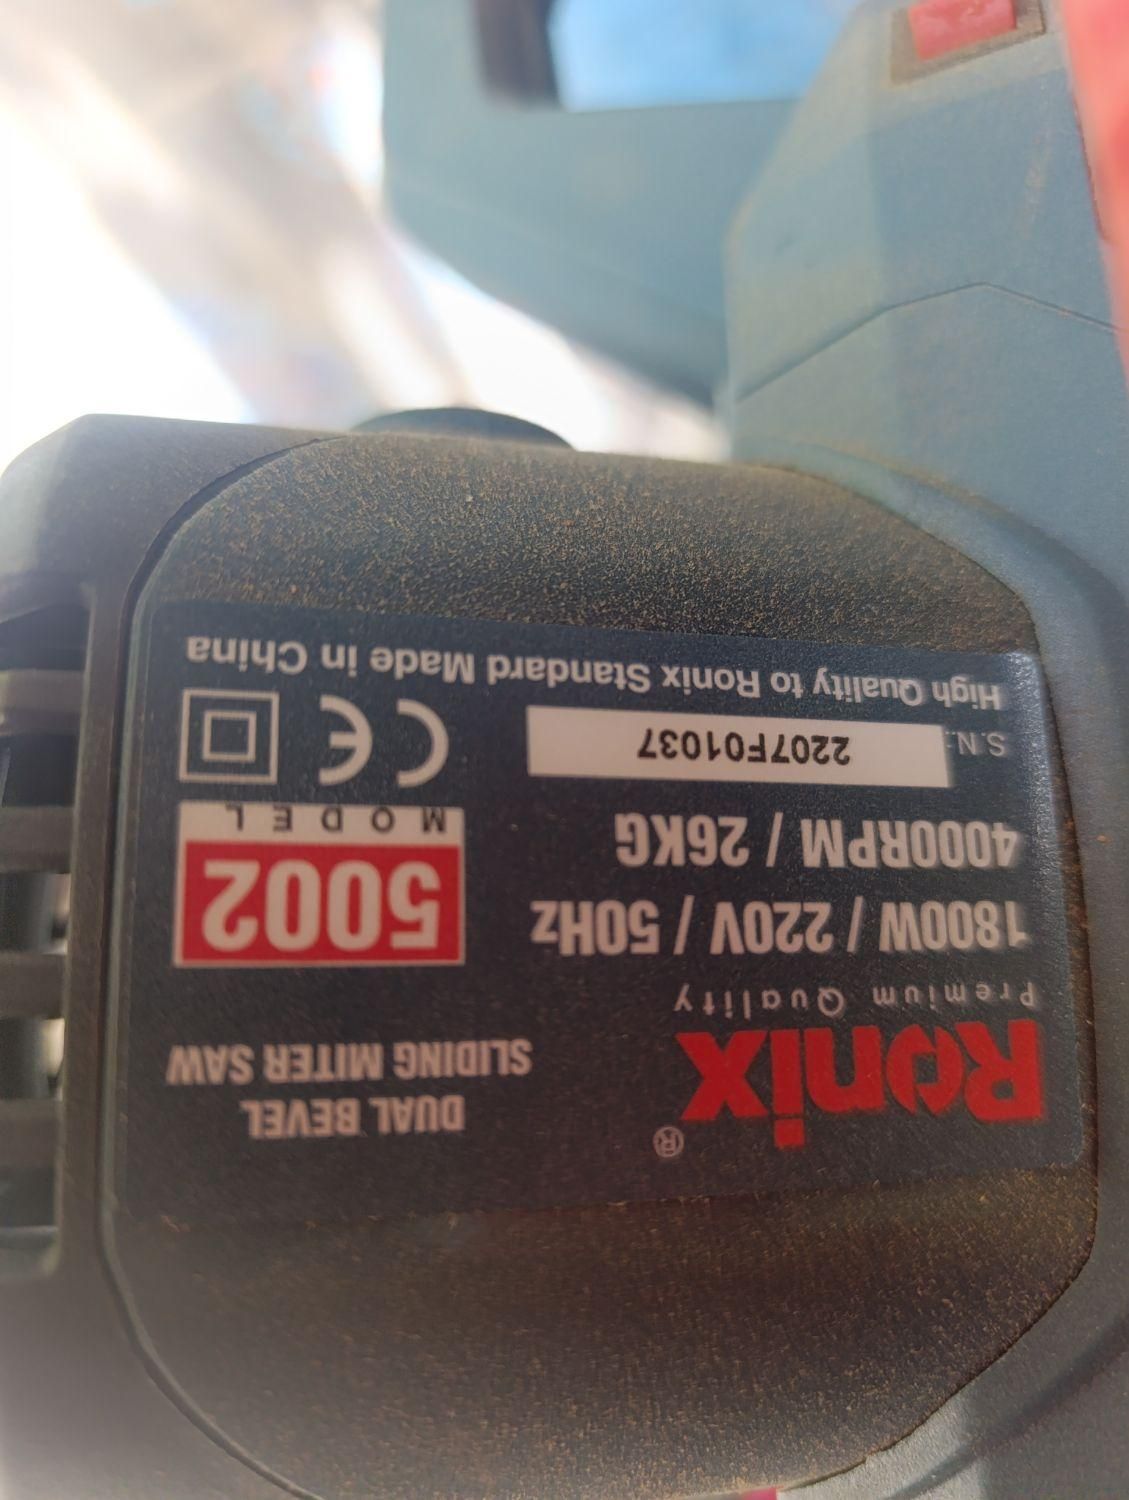 Ronix®
Premium Quality
DUAL BEVEL
SLIDING MITER SAW
1800W / 220V / 50Hz
4000RPM / 26KG
5002
MODEL
S.N.:
2207F01037
CE
High Quality to Ronix Standard Made in China